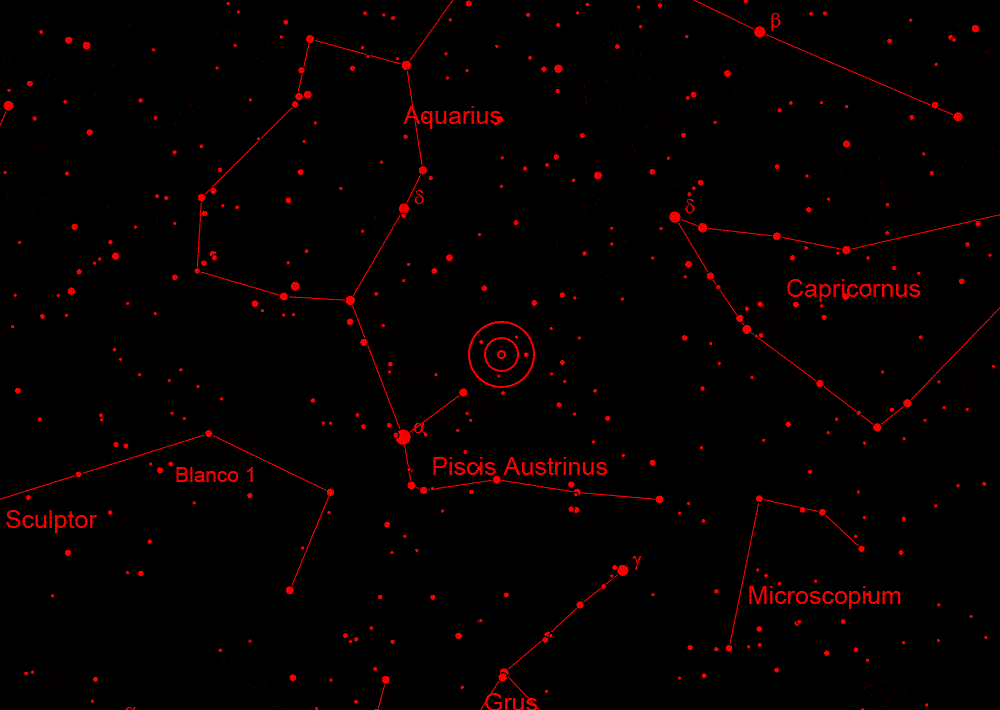 β
Aquarius
δ
δ
Capricornus
α
Piscis Austrinus
Blanco 1
Sculptor
γ
Microscopium
Grus
α